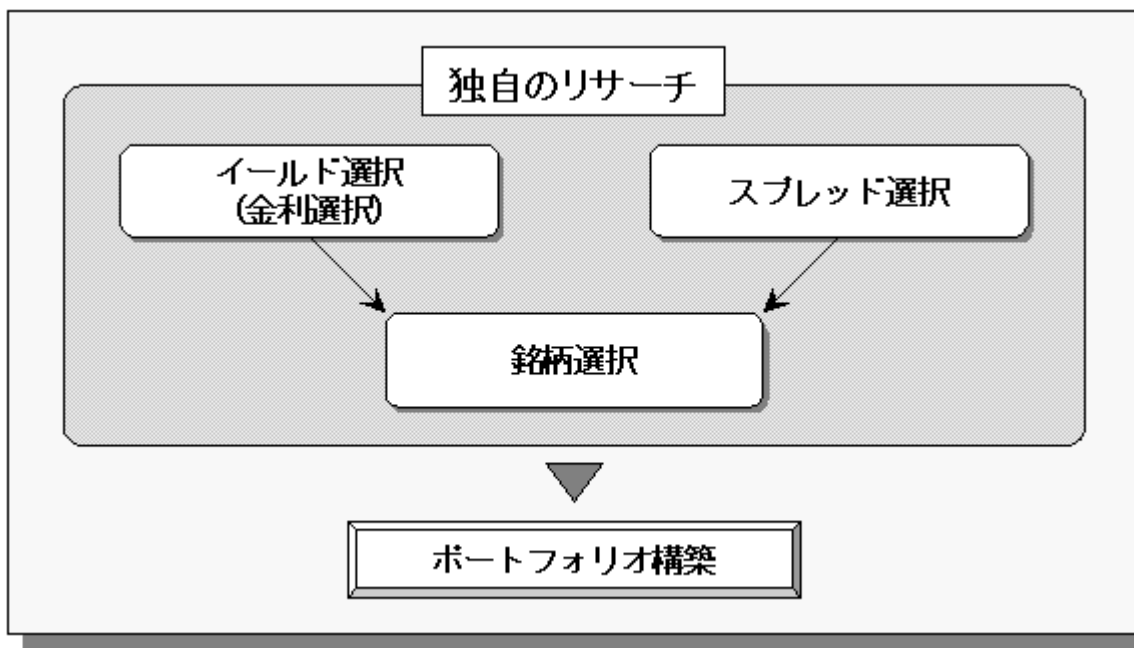 独自のリサーチ
イールド選択
(金利選択)
スプレッド選択
銘柄選択
ポートフォリオ構築